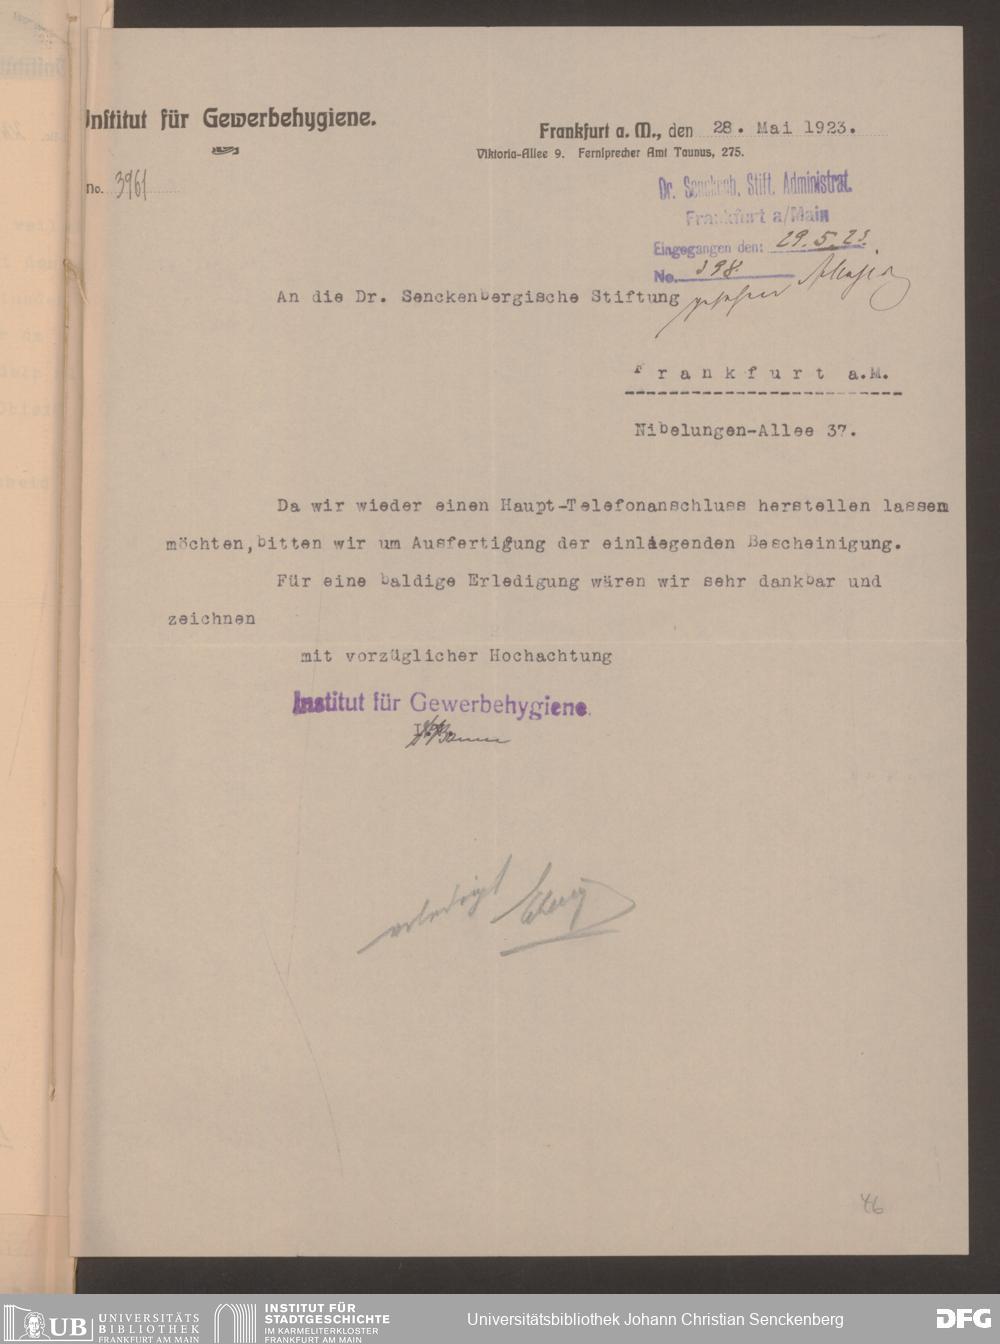 Institut für Gewerbehygiene.
Frankfurt a. M., den 28. Mai 1923.
Viktoria-Allee 9. Fernsprecher Amt Taunus, 275.
No. 3961
Dr. Senckenb. Stift. Administrat.
Frankfurt a/Main
Eingegangen den: 29.5.23.
No. 398.
An die Dr. Senckenbergische Stiftung
Frankfurt a.M.
Nibelungen-Allee 37.
Da wir wieder einen Haupt-Telefonanschluss herstellen lassen
möchten, bitten wir um Ausfertigung der einliegenden Bescheinigung.
Für eine baldige Erledigung wären wir sehr dankbar und
zeichnen
mit vorzüglicher Hochachtung
Institut für Gewerbehygiene.
erledigt
46
UB UNIVERSITÄTS
BIBLIOTHEK
FRANKFURT AM MAIN
INSTITUT FÜR
STADTGESCHICHTE
IM KARMELITERKLOSTER
FRANKFURT AM MAIN
Universitätsbibliothek Johann Christian Senckenberg
DFG